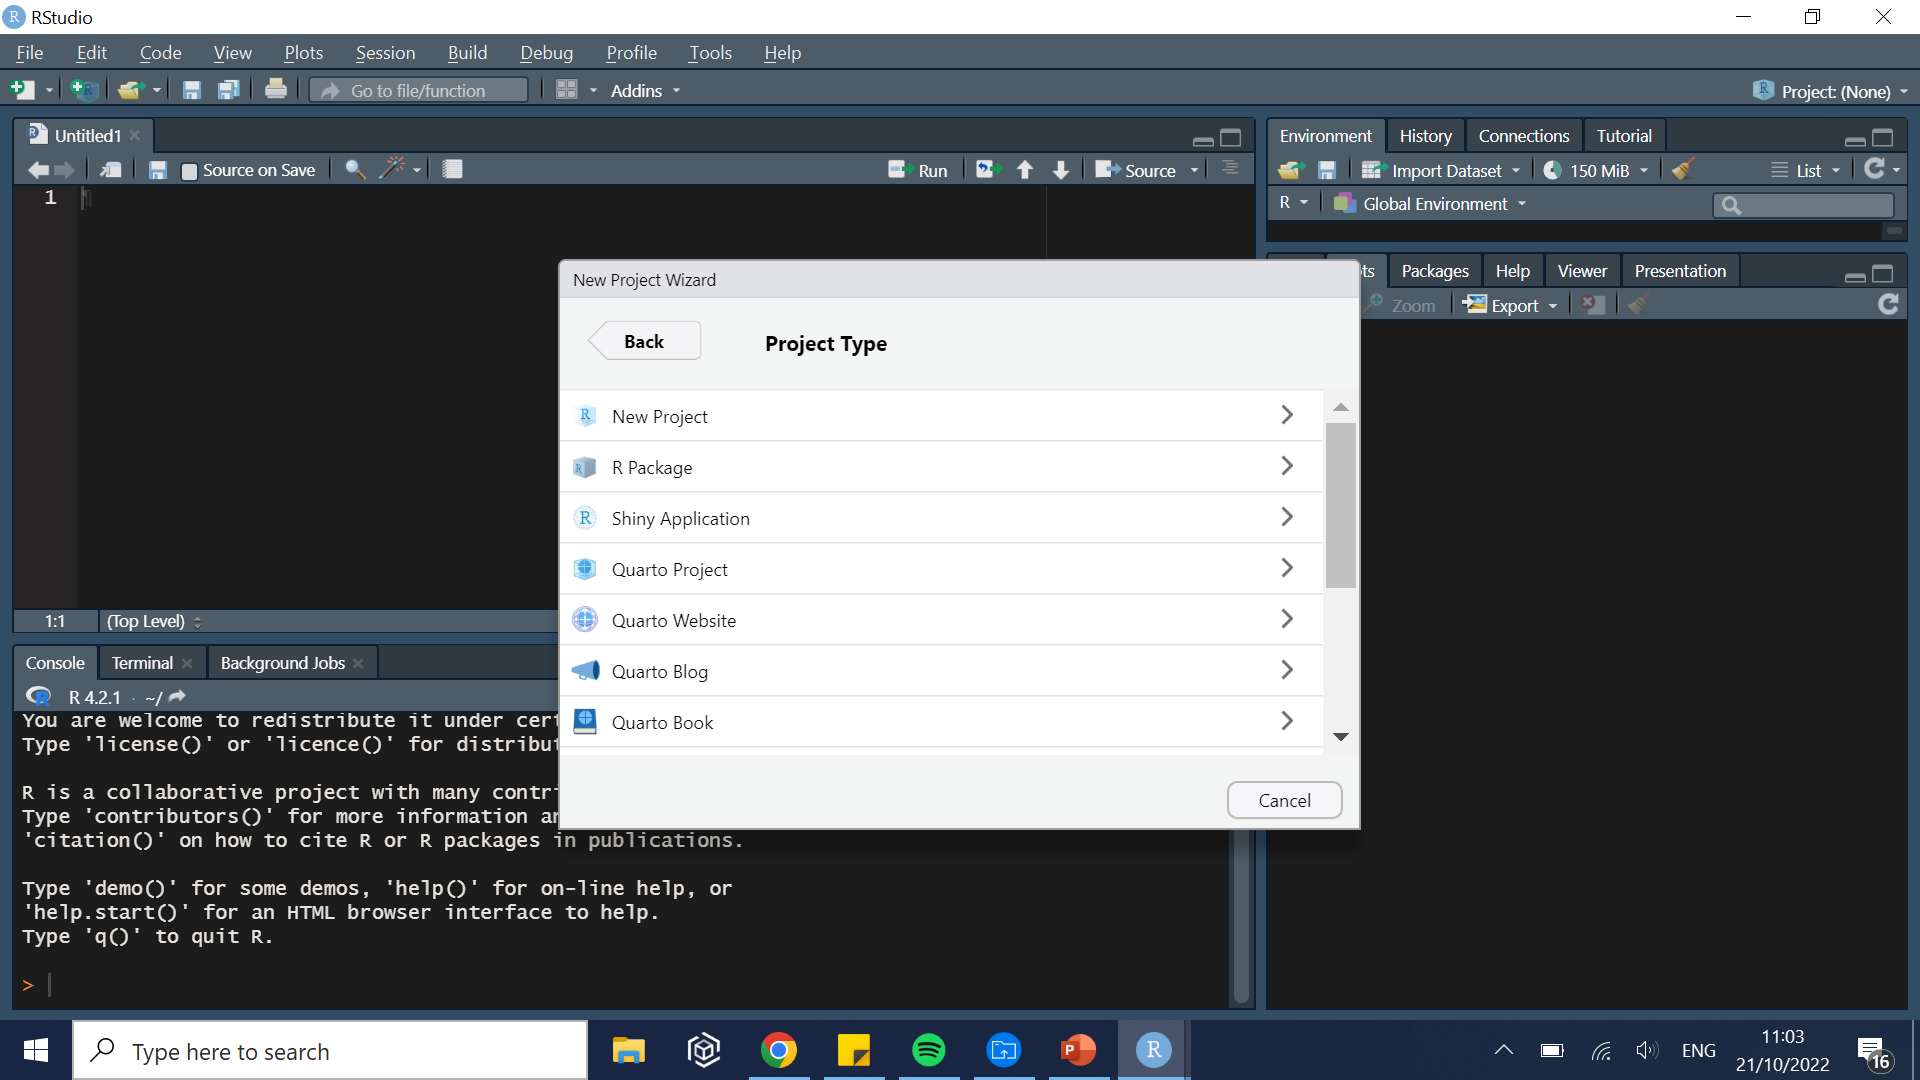 RStudio
File Edit Code View Plots Session Build Debug Profile Tools Help
Go to file/function Addins Project: (None)
Untitled1
Source on Save Run Source
1
1:1 (Top Level)
Console Terminal Background Jobs
R 4.2.1 · ~/
You are welcome to redistribute it under cert
Type 'license()' or 'licence()' for distribut
R is a collaborative project with many contr
Type 'contributors()' for more information an
'citation()' on how to cite R or R packages in publications.
Type 'demo()' for some demos, 'help()' for on-line help, or
'help.start()' for an HTML browser interface to help.
Type 'q()' to quit R.
>
Environment History Connections Tutorial
Import Dataset 150 MiB List
R Global Environment
ts Packages Help Viewer Presentation
Zoom Export
New Project Wizard
Back Project Type
New Project
R Package
Shiny Application
Quarto Project
Quarto Website
Quarto Blog
Quarto Book
Cancel
Type here to search
ENG 11:03
21/10/2022
16